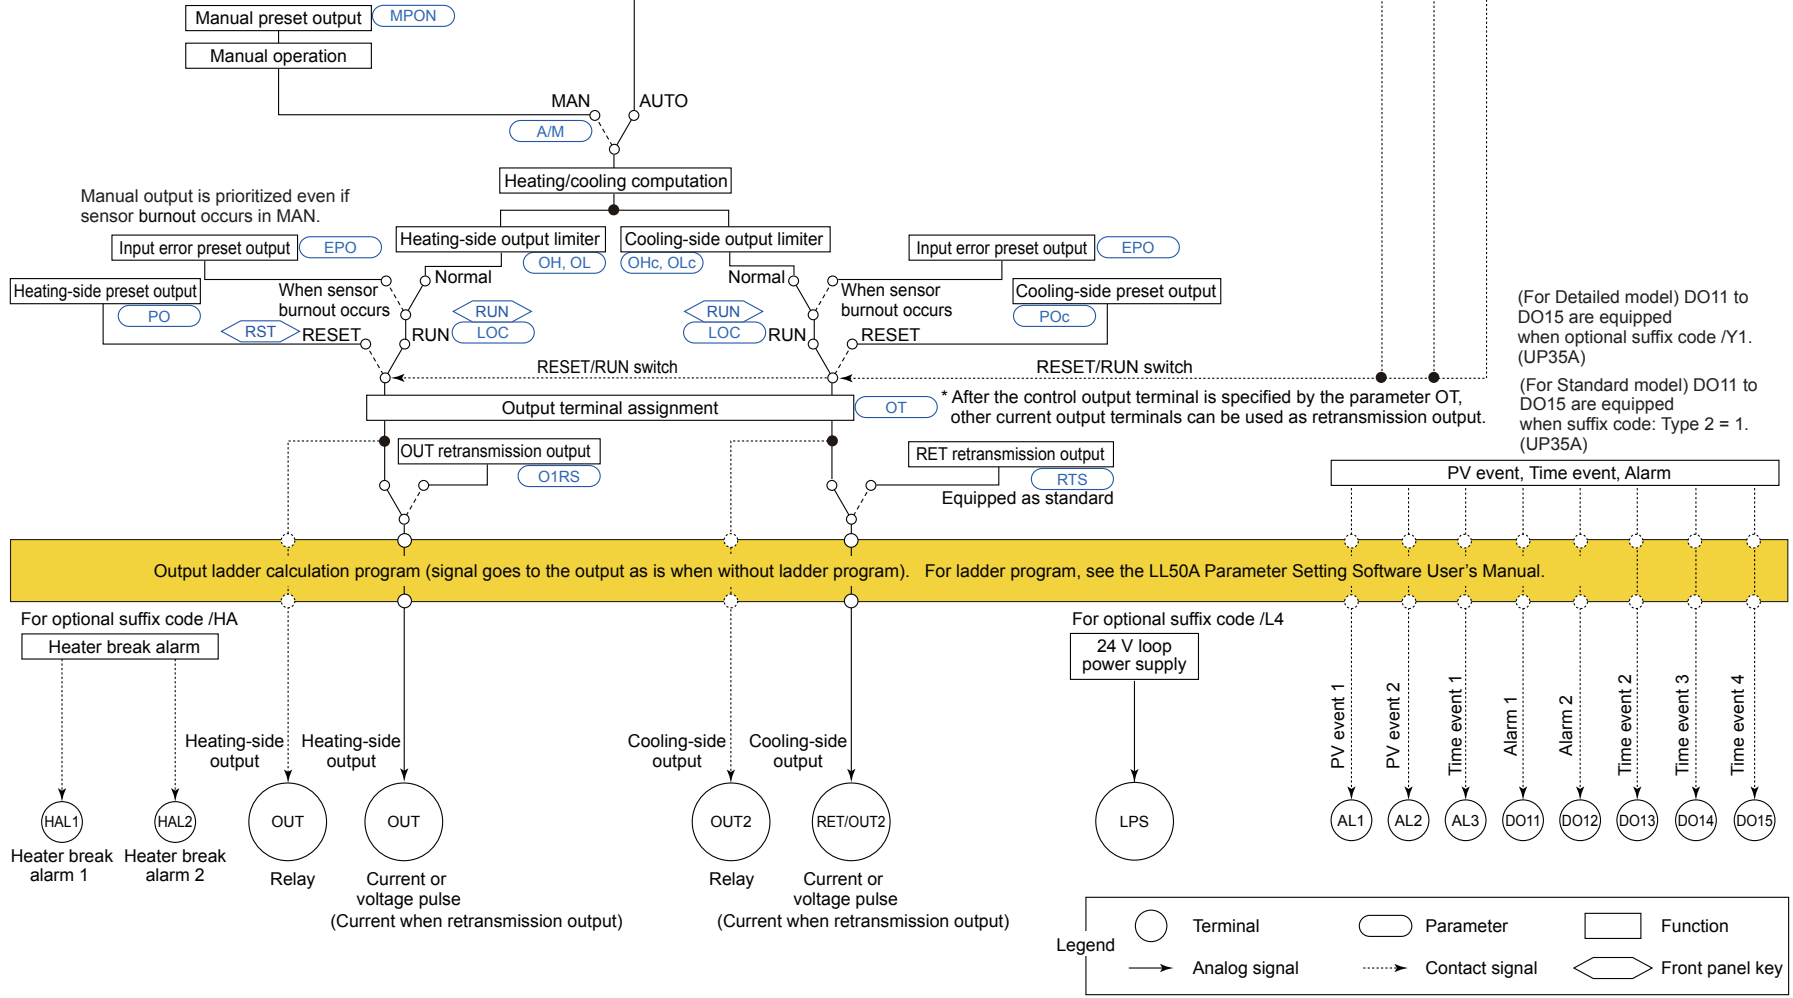 Manual preset output
MPON
Manual operation
MAN
AUTO
A/M
Heating/cooling computation
Manual output is prioritized even if
sensor burnout occurs in MAN.
Input error preset output
EPO
Heating-side output limiter
OH, OL
Cooling-side output limiter
OHc, OLc
Input error preset output
EPO
Normal
Normal
When sensor
burnout occurs
When sensor
burnout occurs
Heating-side preset output
PO
Cooling-side preset output
POc
RST
RESET
RUN
RUN
LOC
RUN
LOC
RUN
RESET
RESET/RUN switch
RESET/RUN switch
(For Detailed model) DO11 to
DO15 are equipped
when optional suffix code /Y1.
(UP35A)
(For Standard model) DO11 to
DO15 are equipped
when suffix code: Type 2 = 1.
(UP35A)
Output terminal assignment
OT
* After the control output terminal is specified by the parameter OT,
other current output terminals can be used as retransmission output.
OUT retransmission output
O1RS
RET retransmission output
RTS
Equipped as standard
PV event, Time event, Alarm
Output ladder calculation program (signal goes to the output as is when without ladder program). For ladder program, see the LL50A Parameter Setting Software User's Manual.
For optional suffix code /HA
Heater break alarm
For optional suffix code /L4
24 V loop
power supply
Heating-side
output
Heating-side
output
Cooling-side
output
Cooling-side
output
PV event 1
PV event 2
Time event 1
Alarm 1
Alarm 2
Time event 2
Time event 3
Time event 4
HAL1
HAL2
OUT
OUT
OUT2
RET/OUT2
LPS
AL1
AL2
AL3
DO11
DO12
DO13
DO14
DO15
Heater break
alarm 1
Heater break
alarm 2
Relay
Current or
voltage pulse
(Current when retransmission output)
Relay
Current or
voltage pulse
(Current when retransmission output)
Legend
Terminal
Parameter
Function
Analog signal
Contact signal
Front panel key